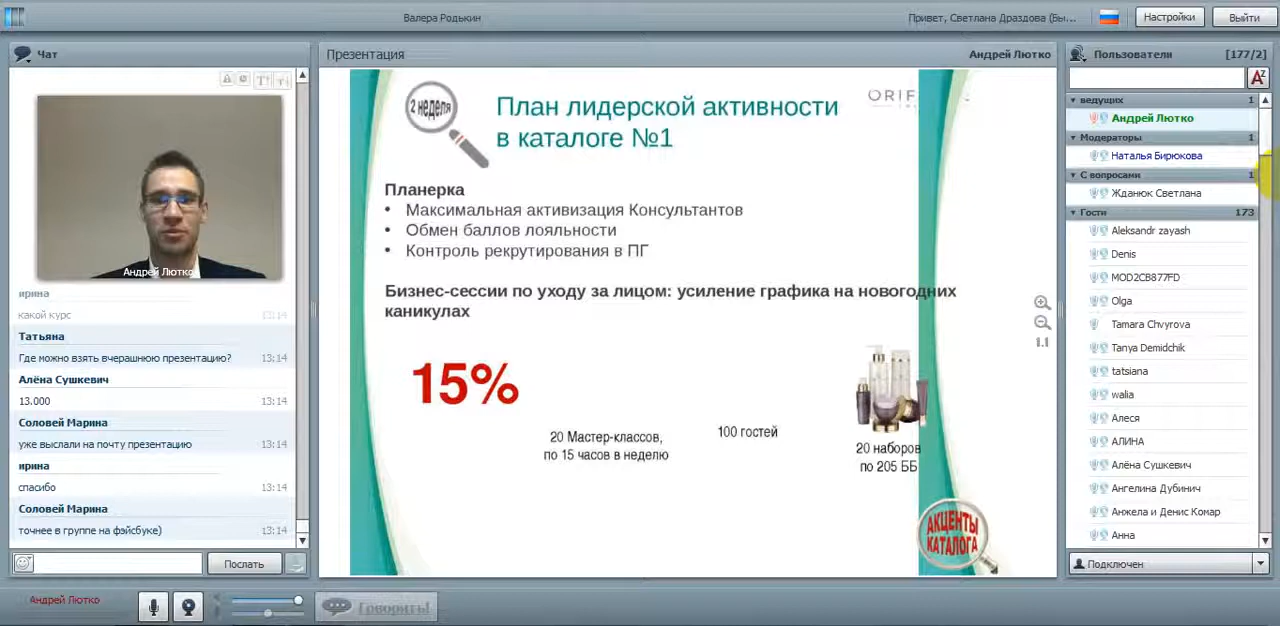 Валера Родькин
Привет, Светлана Драздова (Бы...
Настройки
Выйти
Чат
Андрей Лютко
ирина
какой курс 13:14
Татьяна
Где можно взять вчерашнюю презентацию? 13:14
Алёна Сушкевич
13.000 13:14
Соловей Марина
уже выслали на почту презентацию 13:14
ирина
спасибо 13:14
Соловей Марина
точнее в группе на фэйсбуке) 13:14
Послать
Презентация
Андрей Лютко
2 неделя
План лидерской активности
в каталоге №1
ORIF
Планерка
• Максимальная активизация Консультантов
• Обмен баллов лояльности
• Контроль рекрутирования в ПГ
Бизнес-сессии по уходу за лицом: усиление графика на новогодних
каникулах
15%
20 Мастер-классов,
по 15 часов в неделю
100 гостей
20 наборов
по 205 ББ
АКЦЕНТЫ
КАТАЛОГА
1:1
Пользователи [177/2]
ведущих 1
Андрей Лютко
Модераторы 1
Наталья Бирюкова
С вопросами 1
Жданюк Светлана
Гости 173
Aleksandr zayash
Denis
MOD2CB877FD
Olga
Tamara Chvyrova
Tanya Demidchik
tatsiana
walia
Алеся
АЛИНА
Алёна Сушкевич
Ангелина Дубинич
Анжела и Денис Комар
Анна
Подключен
Андрей Лютко
Говорить!